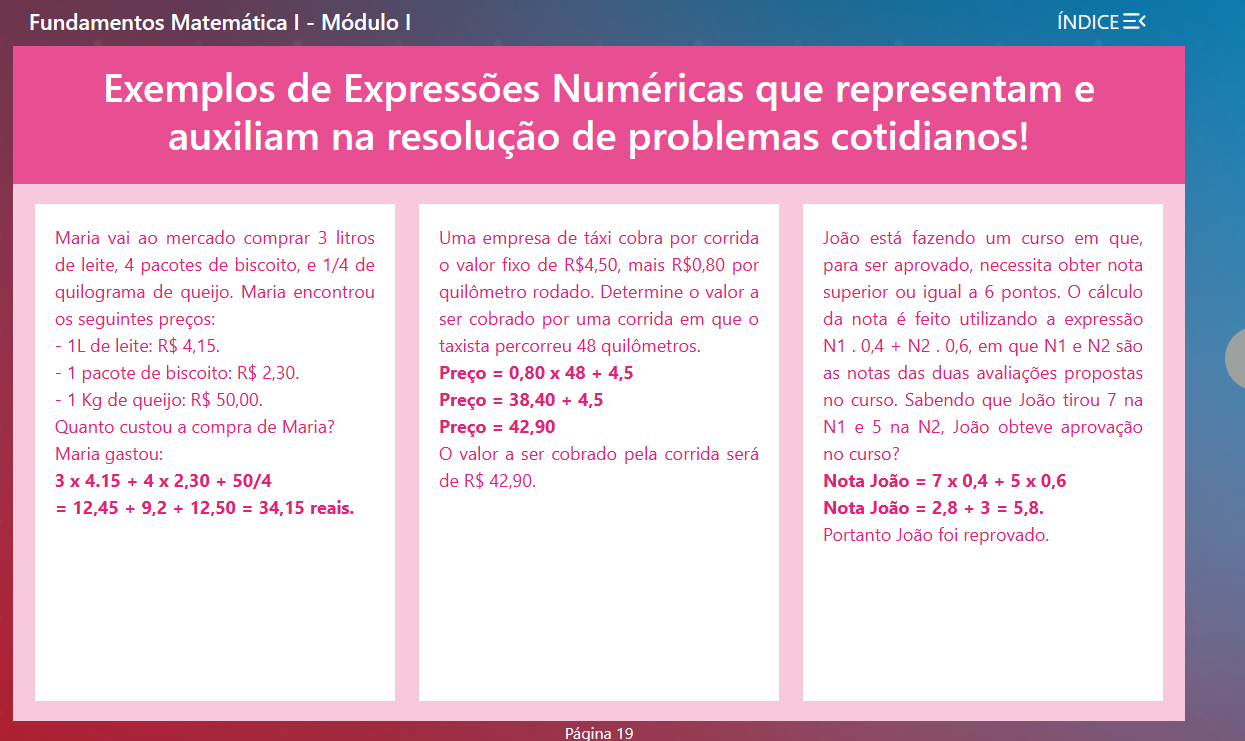 Fundamentos Matemática I - Módulo I
ÍNDICE
Exemplos de Expressões Numéricas que representam e
auxiliam na resolução de problemas cotidianos!
Maria vai ao mercado comprar 3 litros
de leite, 4 pacotes de biscoito, e 1/4 de
quilograma de queijo. Maria encontrou
os seguintes preços:
- 1L de leite: R$ 4,15.
- 1 pacote de biscoito: R$ 2,30.
- 1 Kg de queijo: R$ 50,00.
Quanto custou a compra de Maria?
Maria gastou:
3 x 4.15 + 4 x 2,30 + 50/4
= 12,45 + 9,2 + 12,50 = 34,15 reais.
Uma empresa de táxi cobra por corrida
o valor fixo de R$4,50, mais R$0,80 por
quilômetro rodado. Determine o valor a
ser cobrado por uma corrida em que o
taxista percorreu 48 quilômetros.
Preço = 0,80 x 48 + 4,5
Preço = 38,40 + 4,5
Preço = 42,90
O valor a ser cobrado pela corrida será
de R$ 42,90.
João está fazendo um curso em que,
para ser aprovado, necessita obter nota
superior ou igual a 6 pontos. O cálculo
da nota é feito utilizando a expressão
N1 . 0,4 + N2 . 0,6, em que N1 e N2 são
as notas das duas avaliações propostas
no curso. Sabendo que João tirou 7 na
N1 e 5 na N2, João obteve aprovação
no curso?
Nota João = 7 x 0,4 + 5 x 0,6
Nota João = 2,8 + 3 = 5,8.
Portanto João foi reprovado.
Página 19